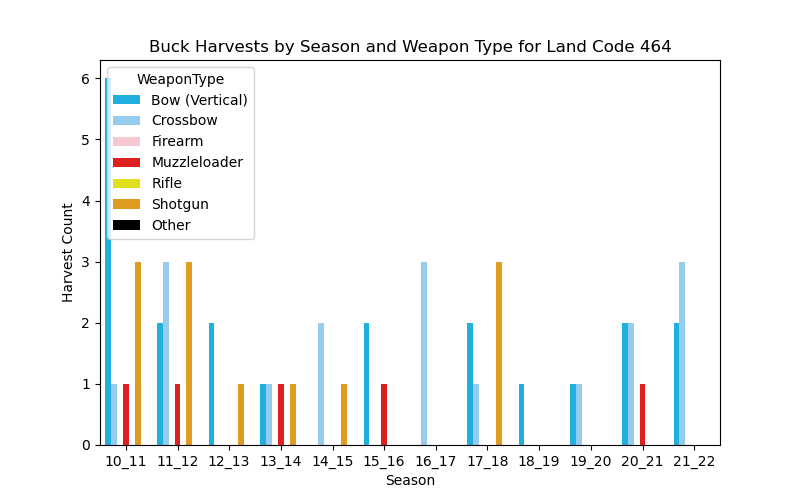 Buck Harvests by Season and Weapon Type for Land Code 464
WeaponType
Bow (Vertical)
Crossbow
Firearm
Muzzleloader
Rifle
Shotgun
Other
Harvest Count
6
5
4
3
2
1
0
10_11 11_12 12_13 13_14 14_15 15_16 16_17 17_18 18_19 19_20 20_21 21_22
Season